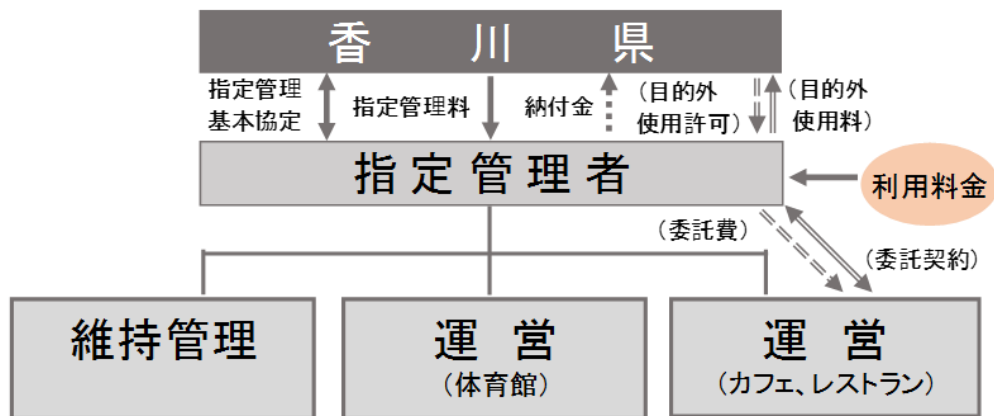 香川県
指定管理
基本協定
指定管理料
納付金
（目的外
使用許可）
（目的外
使用料）
指定管理者
利用料金
（委託費）
（委託契約）
維持管理
運営
（体育館）
運営
（カフェ、レストラン）